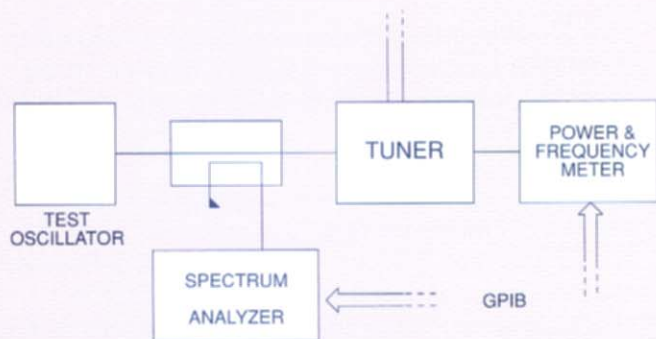 TUNER
POWER &
FREQUENCY
METER
TEST
OSCILLATOR
SPECTRUM
ANALYZER
GPIB